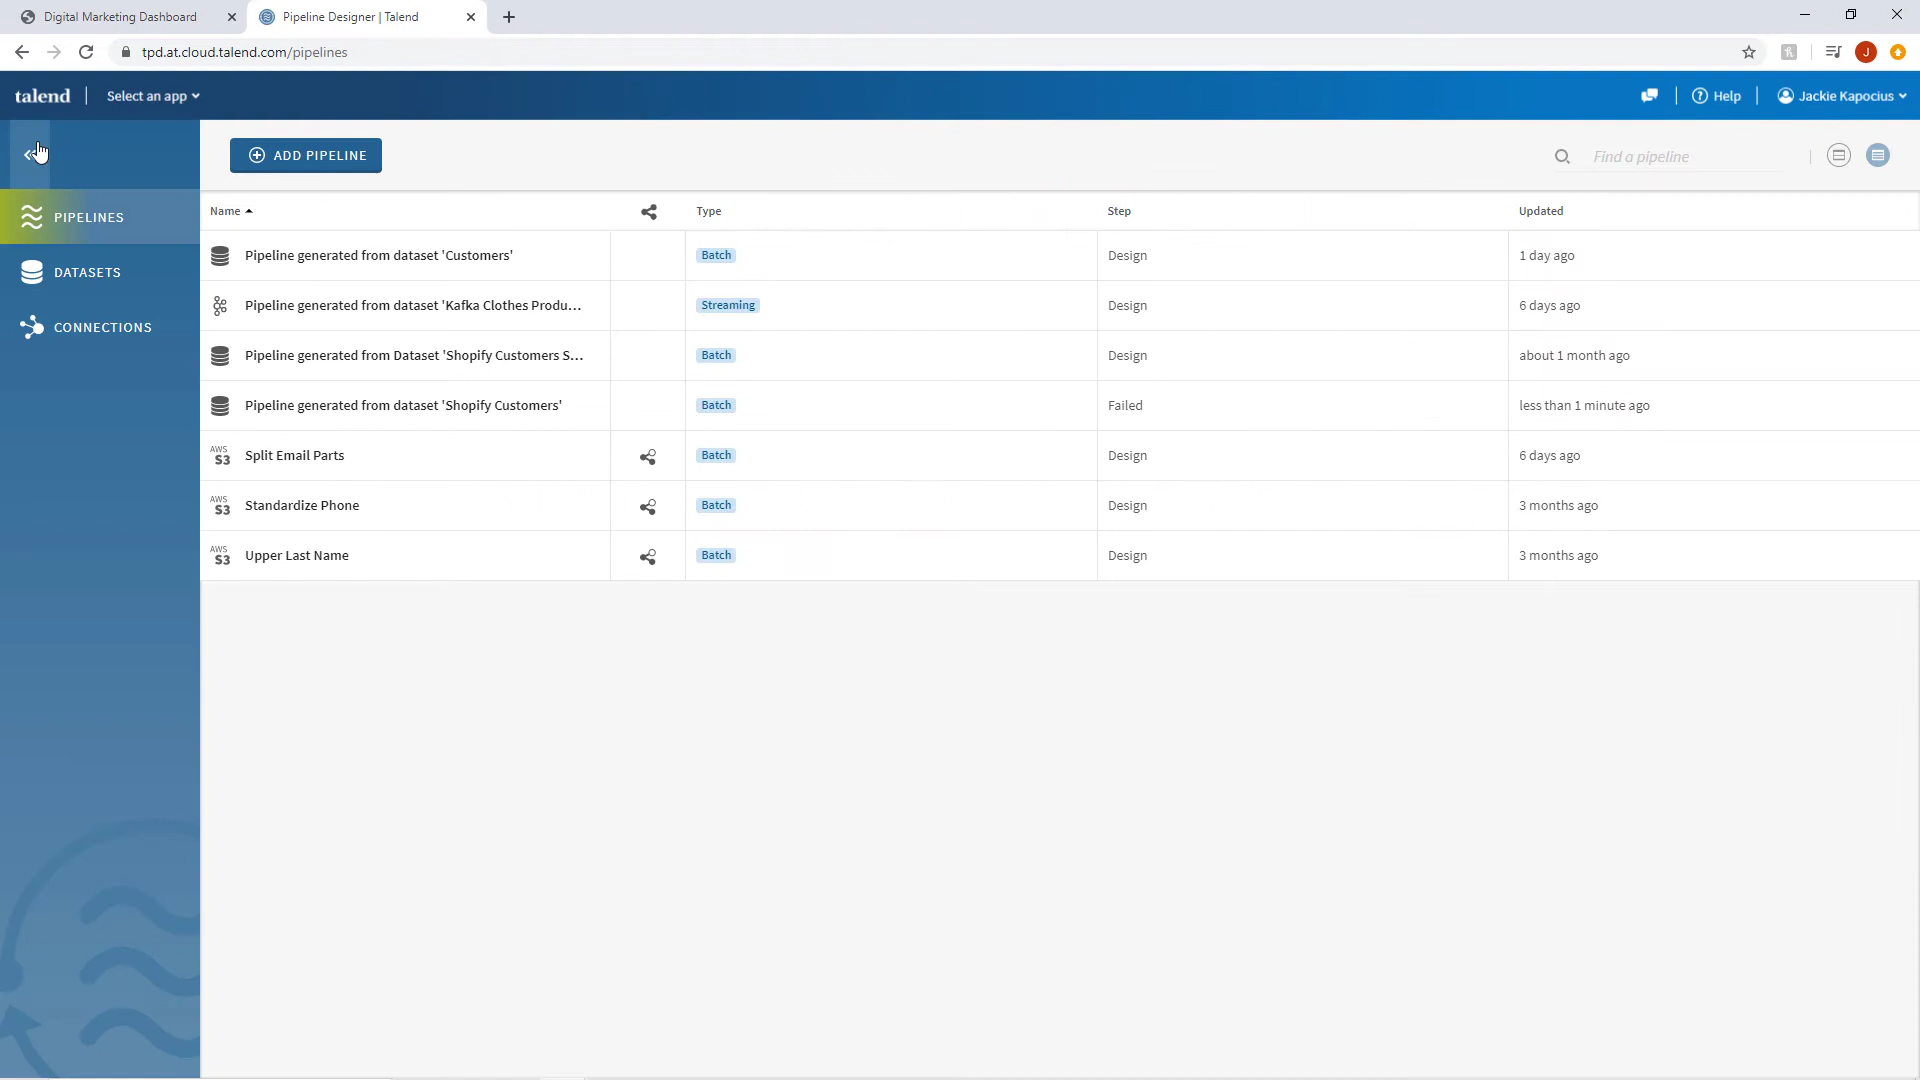 Digital Marketing Dashboard
Pipeline Designer | Talend
tpd.at.cloud.talend.com/pipelines
J
talend
Select an app
Help
Jackie Kapocius
ADD PIPELINE
Find a pipeline
PIPELINES
DATASETS
CONNECTIONS
Name Type Step Updated
Pipeline generated from dataset 'Customers' Batch Design 1 day ago
Pipeline generated from dataset 'Kafka Clothes Produ... Streaming Design 6 days ago
Pipeline generated from Dataset 'Shopify Customers S... Batch Design about 1 month ago
Pipeline generated from dataset 'Shopify Customers' Batch Failed less than 1 minute ago
AWS S3 Split Email Parts Batch Design 6 days ago
AWS S3 Standardize Phone Batch Design 3 months ago
AWS S3 Upper Last Name Batch Design 3 months ago